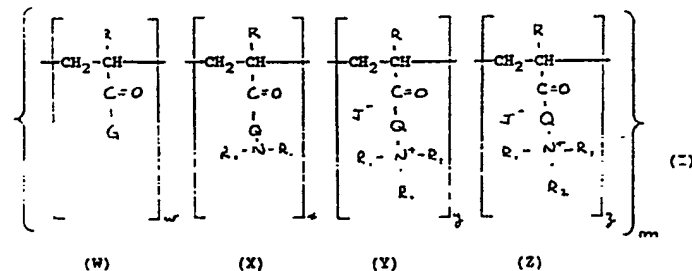 R R R R
—CH₂–CH— —CH₂–CH— —CH₂–CH— —CH₂–CH—
C=O C=O C=O C=O
G Q J⁻ Q J⁻ Q
R₁–N–R₁ R₁–N⁺–R₁ R₁–N⁺–R₁
R₁ R₂
w x y z m
(I)
(W) (X) (Y) (Z)